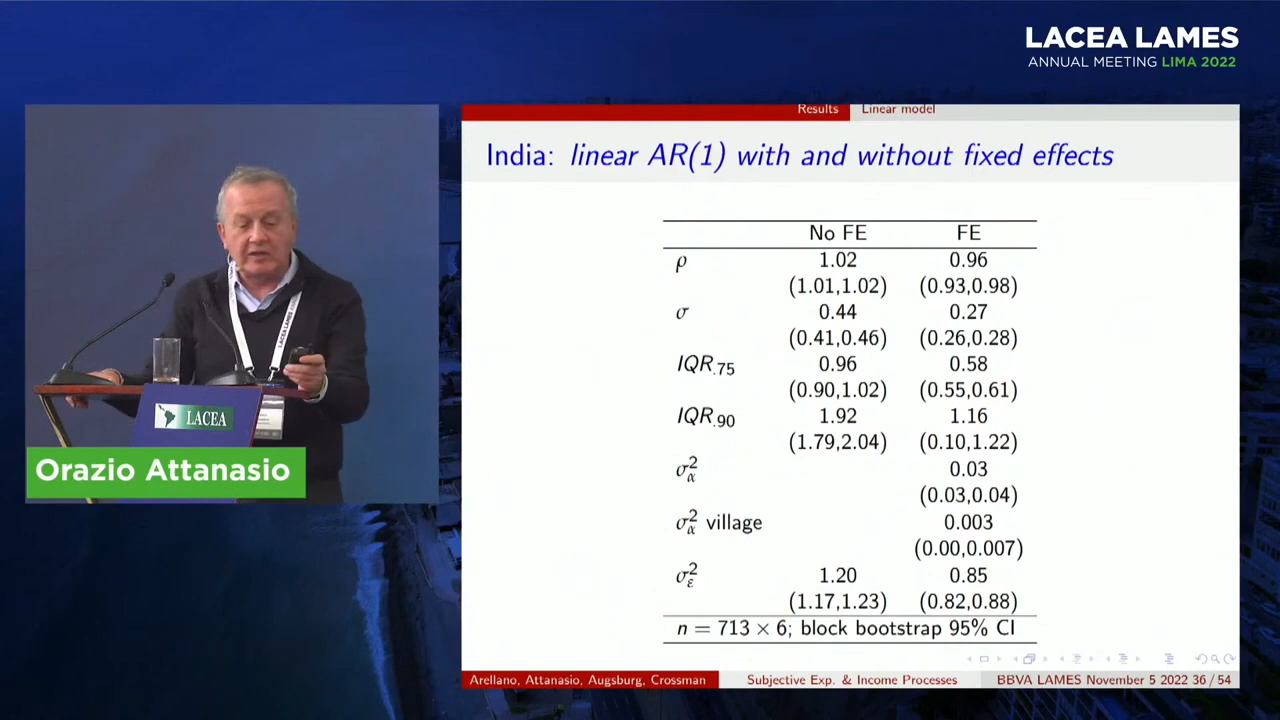 LACEA LAMES
ANNUAL MEETING LIMA 2022
Results Linear model
India: linear AR(1) with and without fixed effects
No FE FE
ρ 1.02 0.96
(1.01,1.02) (0.93,0.98)
σ 0.44 0.27
(0.41,0.46) (0.26,0.28)
IQR.75 0.96 0.58
(0.90,1.02) (0.55,0.61)
IQR.90 1.92 1.16
(1.79,2.04) (0.10,1.22)
σ²α 0.03
(0.03,0.04)
σ²α village 0.003
(0.00,0.007)
σ²ε 1.20 0.85
(1.17,1.23) (0.82,0.88)
n = 713 × 6; block bootstrap 95% CI
Arellano, Attanasio, Augsburg, Crossman Subjective Exp. & Income Processes BBVA LAMES November 5 2022 36 / 54
LACEA LAMES
LACEA
Orazio Attanasio